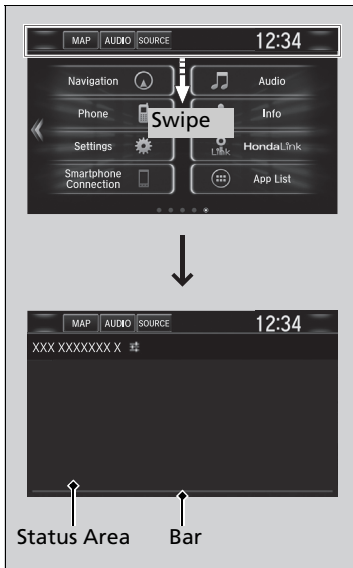 MAP AUDIO SOURCE 12:34
Navigation Audio
Phone Info
Swipe
Settings Link HondaLink
Smartphone
Connection
App List
MAP AUDIO SOURCE 12:34
XXX XXXXXXX X
Status Area Bar